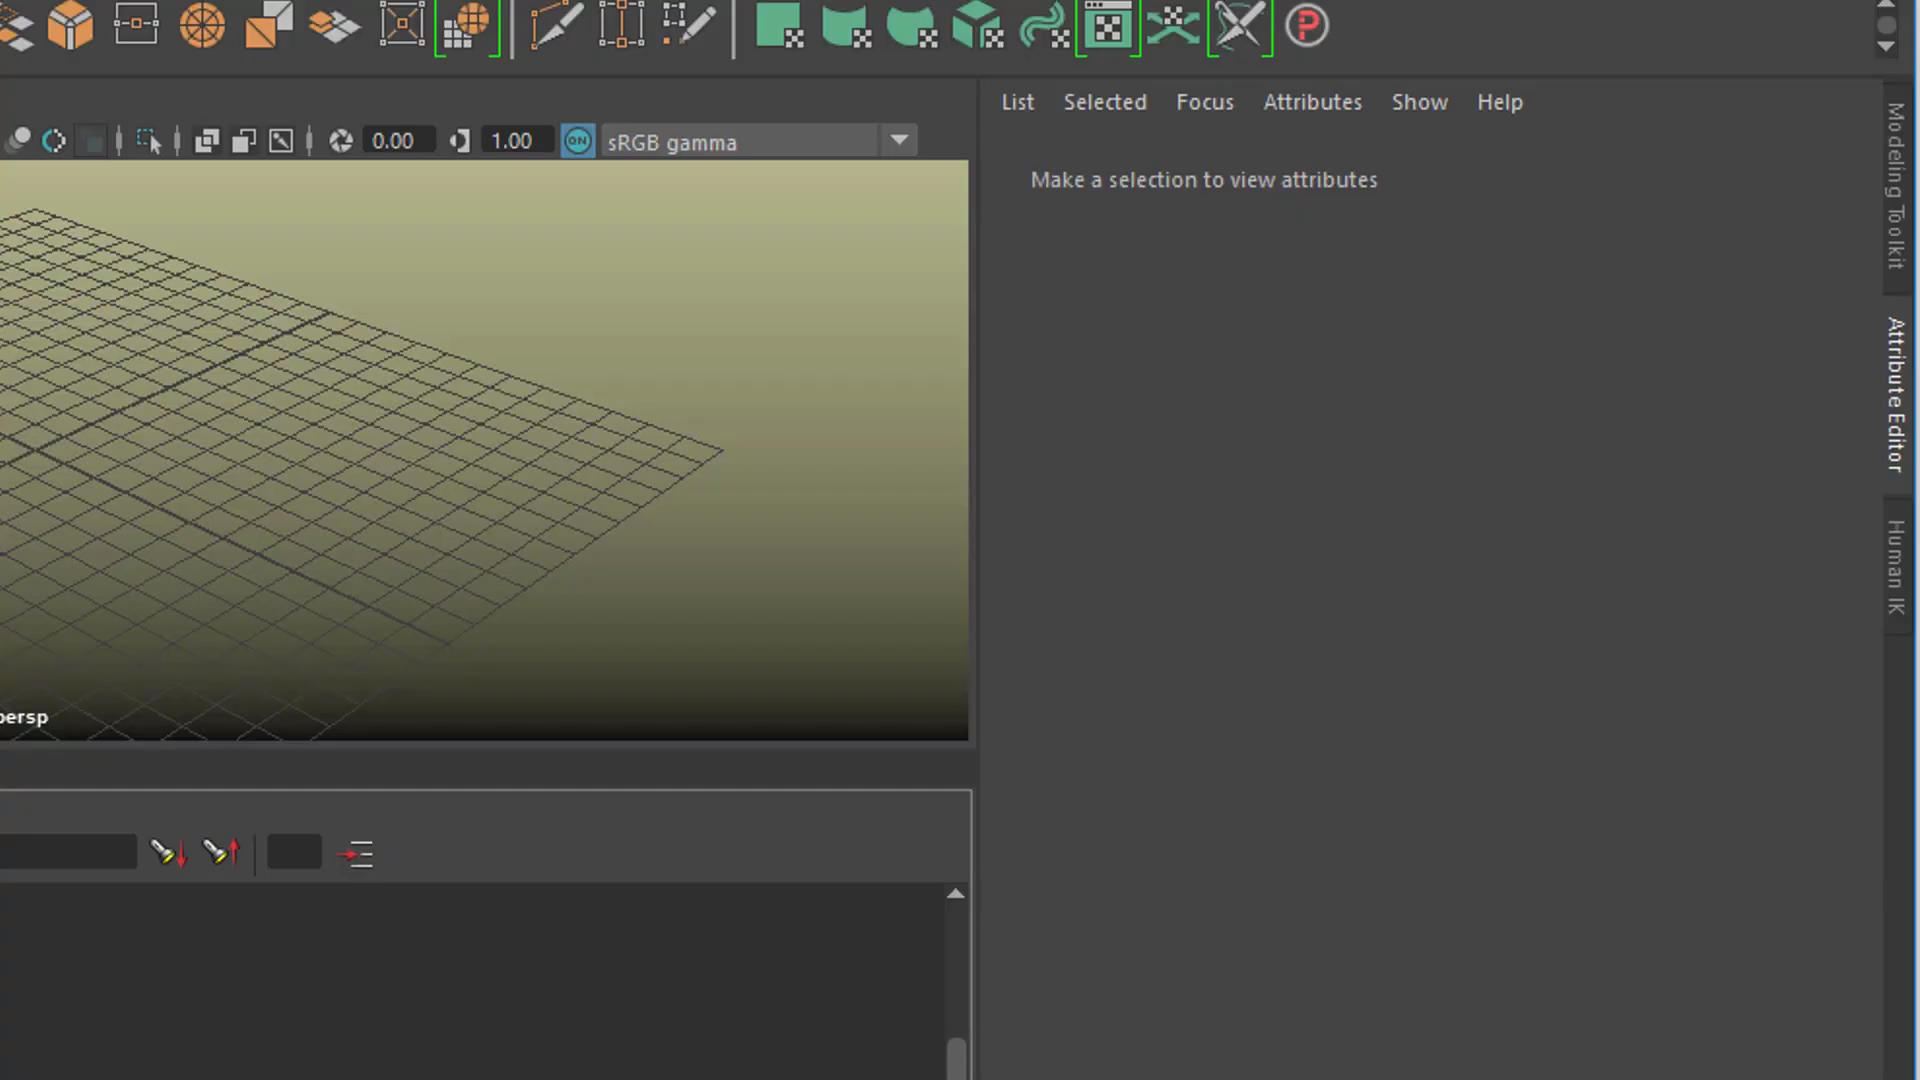 List Selected Focus Attributes Show Help
0.00 1.00 ON sRGB gamma
Make a selection to view attributes
Modeling Toolkit
Attribute Editor
Human IK
persp